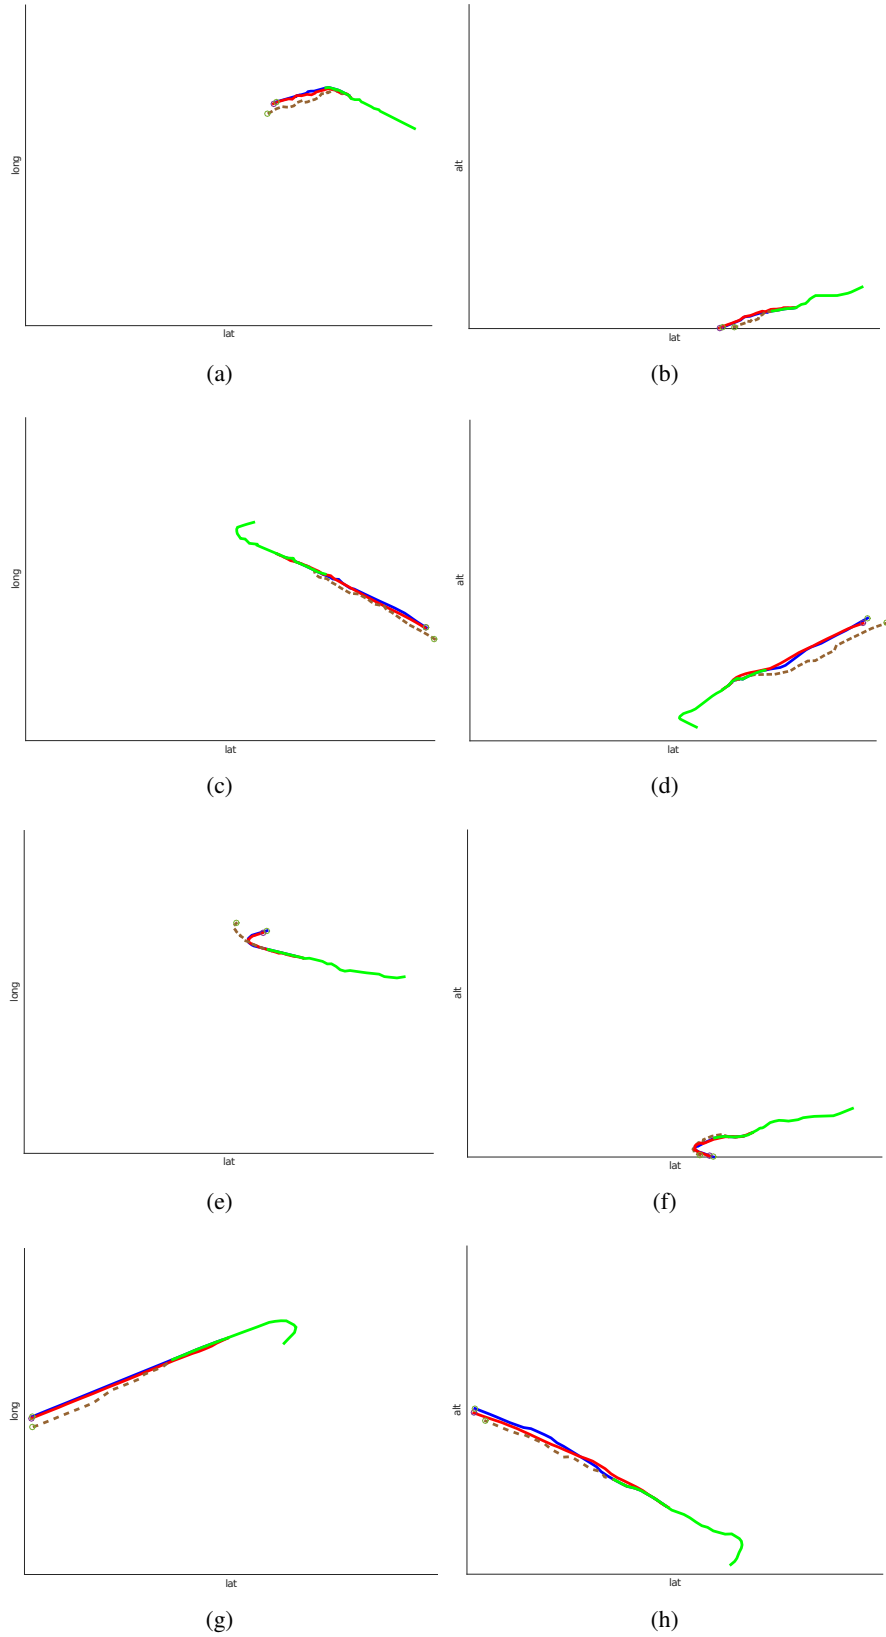 long
lat
(a)
alt
lat
(b)
long
lat
(c)
alt
lat
(d)
long
lat
(e)
alt
lat
(f)
long
lat
(g)
alt
lat
(h)